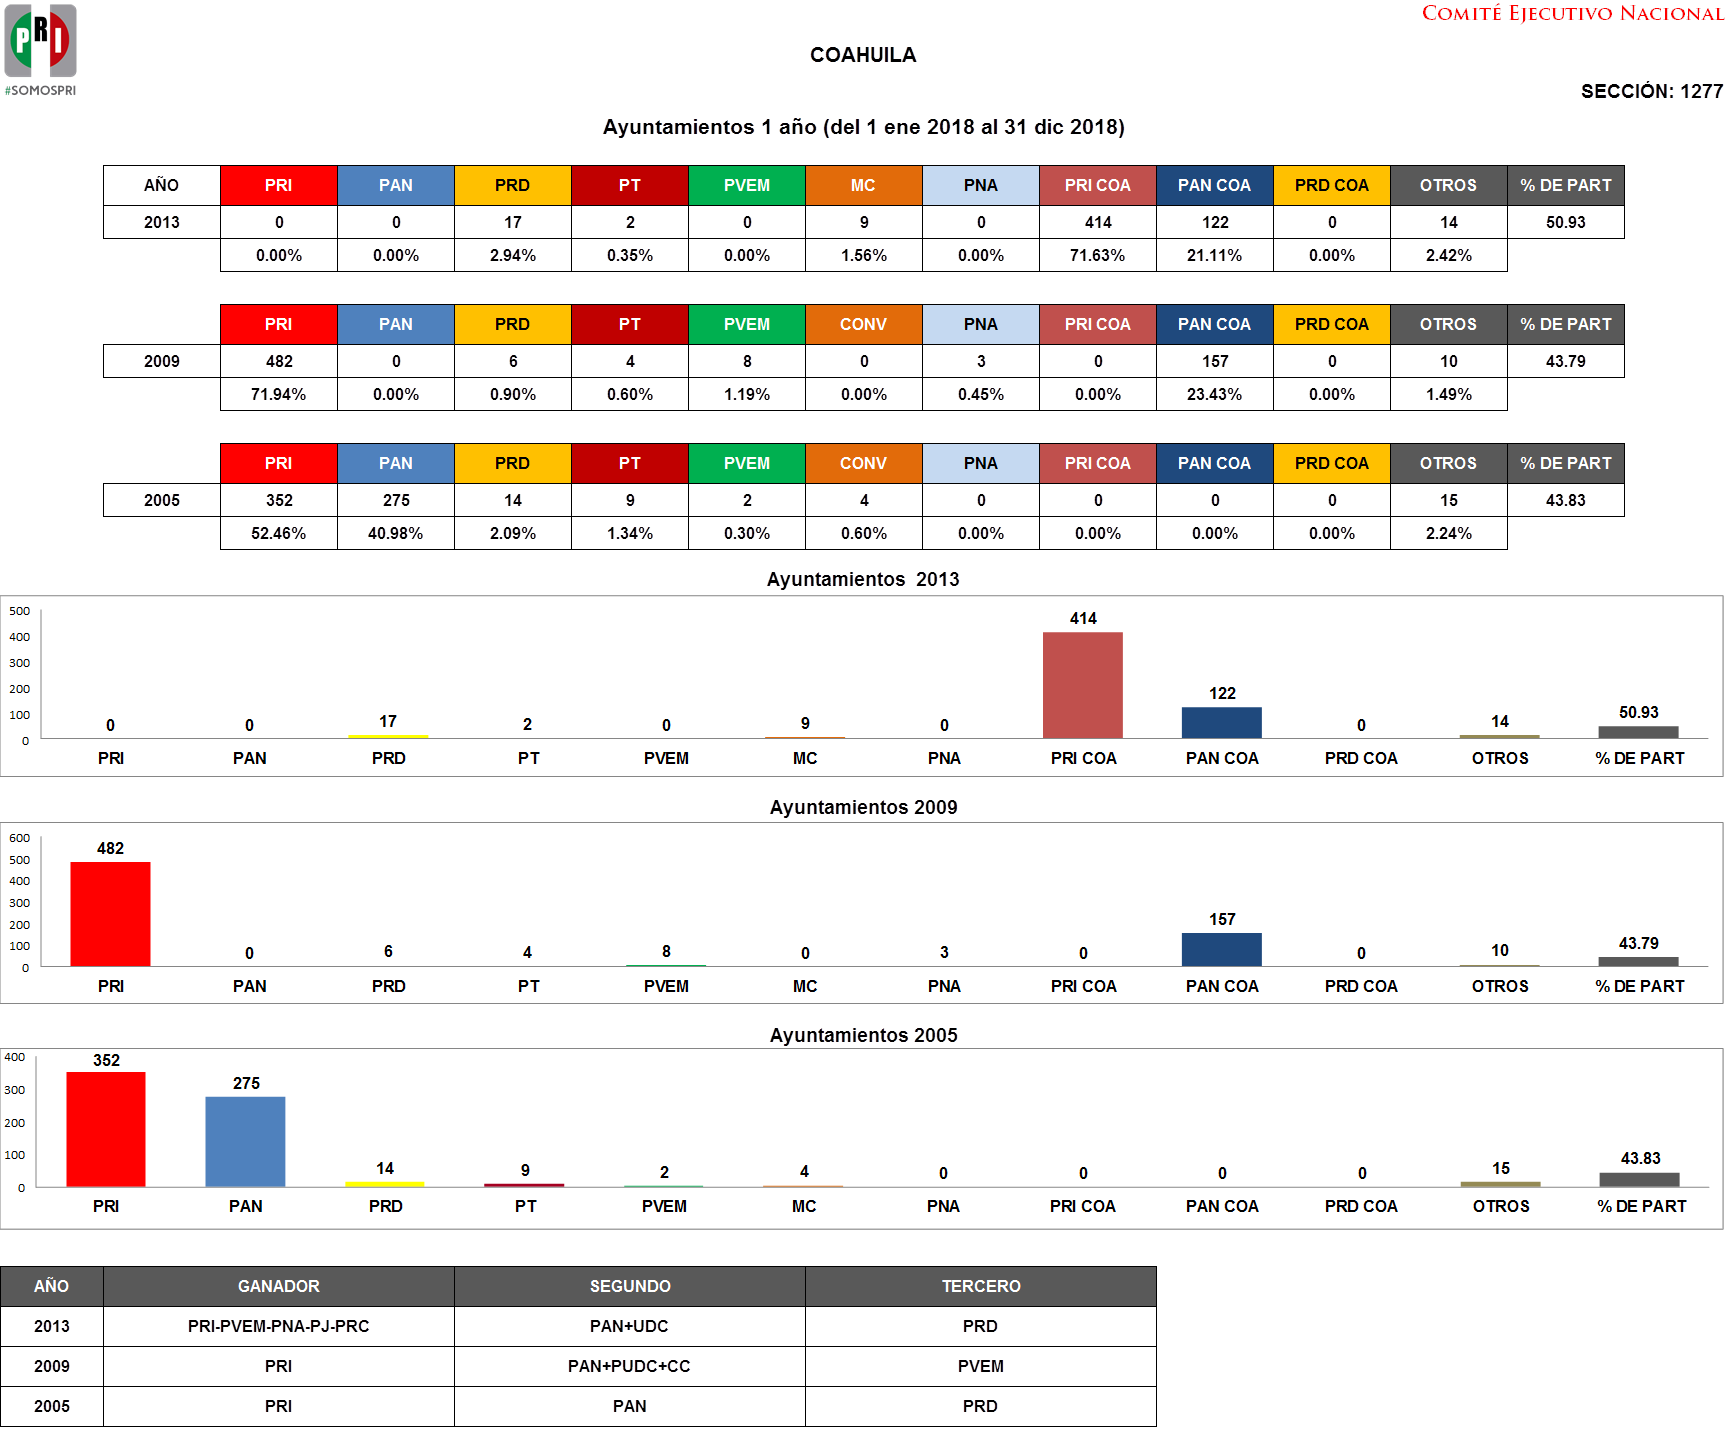 PRI
#SOMOSPRI
COMITÉ EJECUTIVO NACIONAL
COAHUILA
SECCIÓN: 1277
Ayuntamientos 1 año (del 1 ene 2018 al 31 dic 2018)
AÑO PRI PAN PRD PT PVEM MC PNA PRI COA PAN COA PRD COA OTROS % DE PART
2013 0 0 17 2 0 9 0 414 122 0 14 50.93
0.00% 0.00% 2.94% 0.35% 0.00% 1.56% 0.00% 71.63% 21.11% 0.00% 2.42%
PRI PAN PRD PT PVEM CONV PNA PRI COA PAN COA PRD COA OTROS % DE PART
2009 482 0 6 4 8 0 3 0 157 0 10 43.79
71.94% 0.00% 0.90% 0.60% 1.19% 0.00% 0.45% 0.00% 23.43% 0.00% 1.49%
PRI PAN PRD PT PVEM CONV PNA PRI COA PAN COA PRD COA OTROS % DE PART
2005 352 275 14 9 2 4 0 0 0 0 15 43.83
52.46% 40.98% 2.09% 1.34% 0.30% 0.60% 0.00% 0.00% 0.00% 0.00% 2.24%
Ayuntamientos 2013
500
400
300
200
100
0
0 0 17 2 0 9 0 414 122 0 14 50.93
PRI PAN PRD PT PVEM MC PNA PRI COA PAN COA PRD COA OTROS % DE PART
Ayuntamientos 2009
600
500
400
300
200
100
0
482 0 6 4 8 0 3 0 157 0 10 43.79
PRI PAN PRD PT PVEM MC PNA PRI COA PAN COA PRD COA OTROS % DE PART
Ayuntamientos 2005
400
300
200
100
0
352 275 14 9 2 4 0 0 0 0 15 43.83
PRI PAN PRD PT PVEM MC PNA PRI COA PAN COA PRD COA OTROS % DE PART
AÑO GANADOR SEGUNDO TERCERO
2013 PRI-PVEM-PNA-PJ-PRC PAN+UDC PRD
2009 PRI PAN+PUDC+CC PVEM
2005 PRI PAN PRD